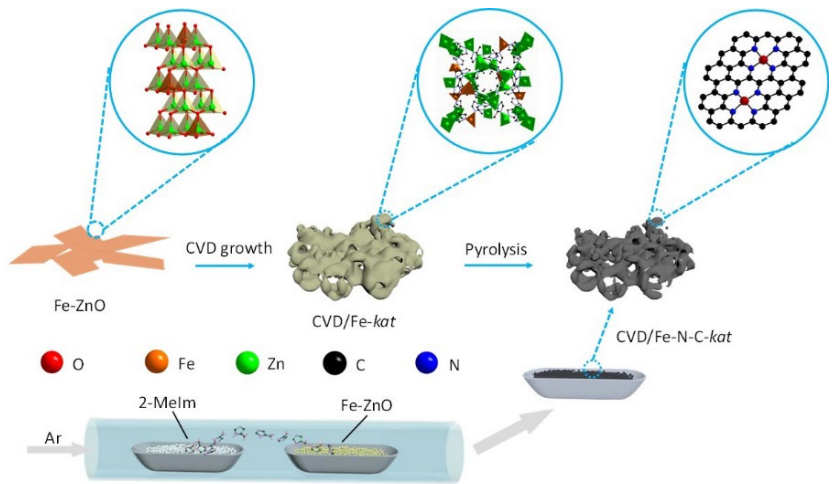 CVD growth
Pyrolysis
Fe-ZnO
CVD/Fe-kat
CVD/Fe-N-C-kat
O
Fe
Zn
C
N
2-MeIm
Fe-ZnO
Ar